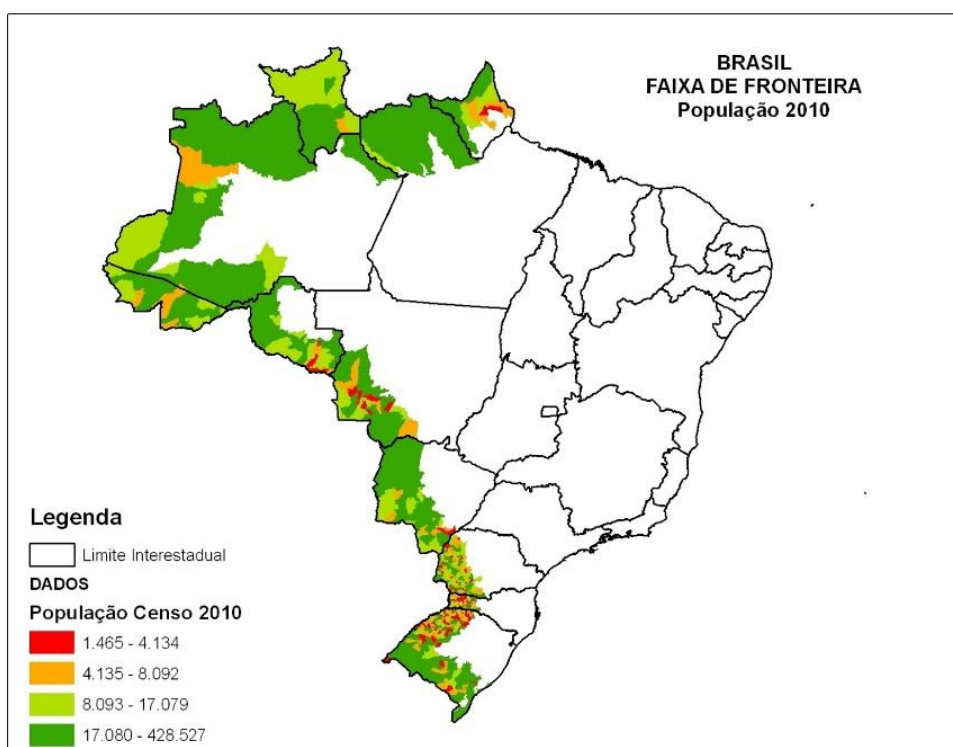 BRASIL
FAIXA DE FRONTEIRA
População 2010
Legenda
Limite Interestadual
DADOS
População Censo 2010
1.465 - 4.134
4.135 - 8.092
8.093 - 17.079
17.080 - 428.527